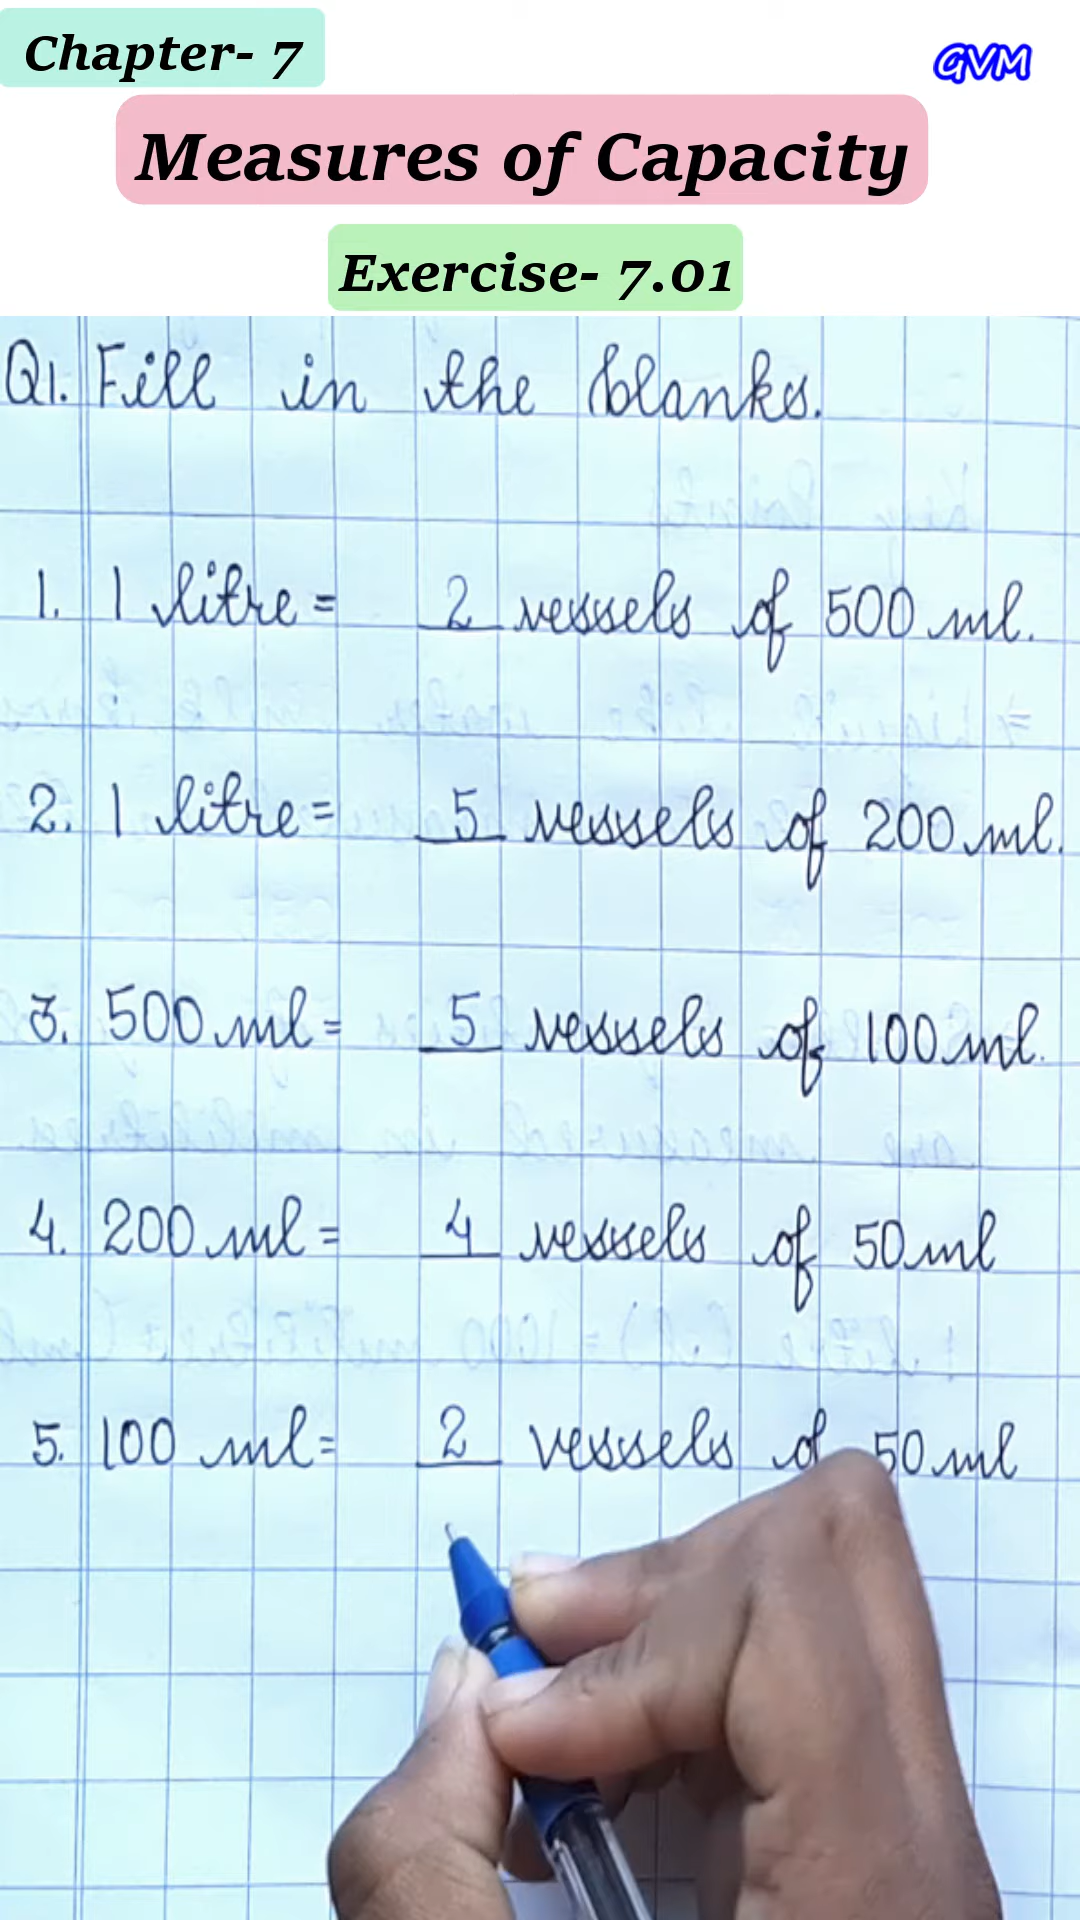 Chapter- 7
GVM
Measures of Capacity
Exercise- 7.01
Q1. Fill in the blanks.
1. 1 litre = 2 vessels of 500 ml.
2. 1 litre = 5 vessels of 200 ml.
3. 500 ml = 5 vessels of 100 ml.
4. 200 ml = 4 vessels of 50 ml
5. 100 ml = 2 vessels of 50 ml